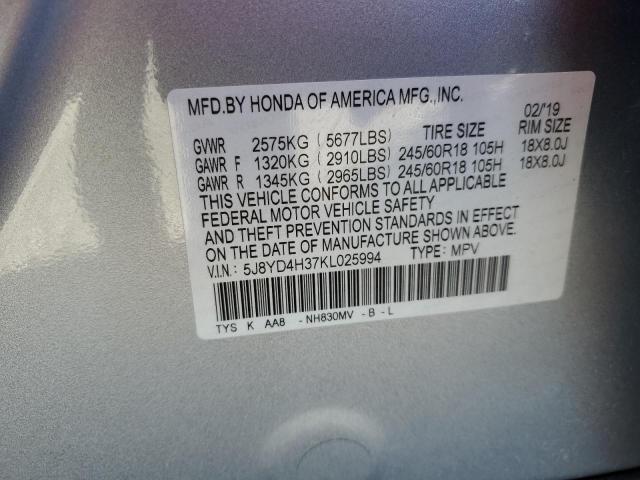 MFD.BY HONDA OF AMERICA MFG.,INC. 02/'19
GVWR 2575KG ( 5677LBS) TIRE SIZE RIM SIZE
GAWR F 1320KG ( 2910LBS) 245/60R18 105H 18X8.0J
GAWR R 1345KG ( 2965LBS) 245/60R18 105H 18X8.0J
THIS VEHICLE CONFORMS TO ALL APPLICABLE
FEDERAL MOTOR VEHICLE SAFETY
AND THEFT PREVENTION STANDARDS IN EFFECT
ON THE DATE OF MANUFACTURE SHOWN ABOVE.
V.I.N.: 5J8YD4H37KL025994 TYPE: MPV
TYS K AA8 -NH830MV -B-L